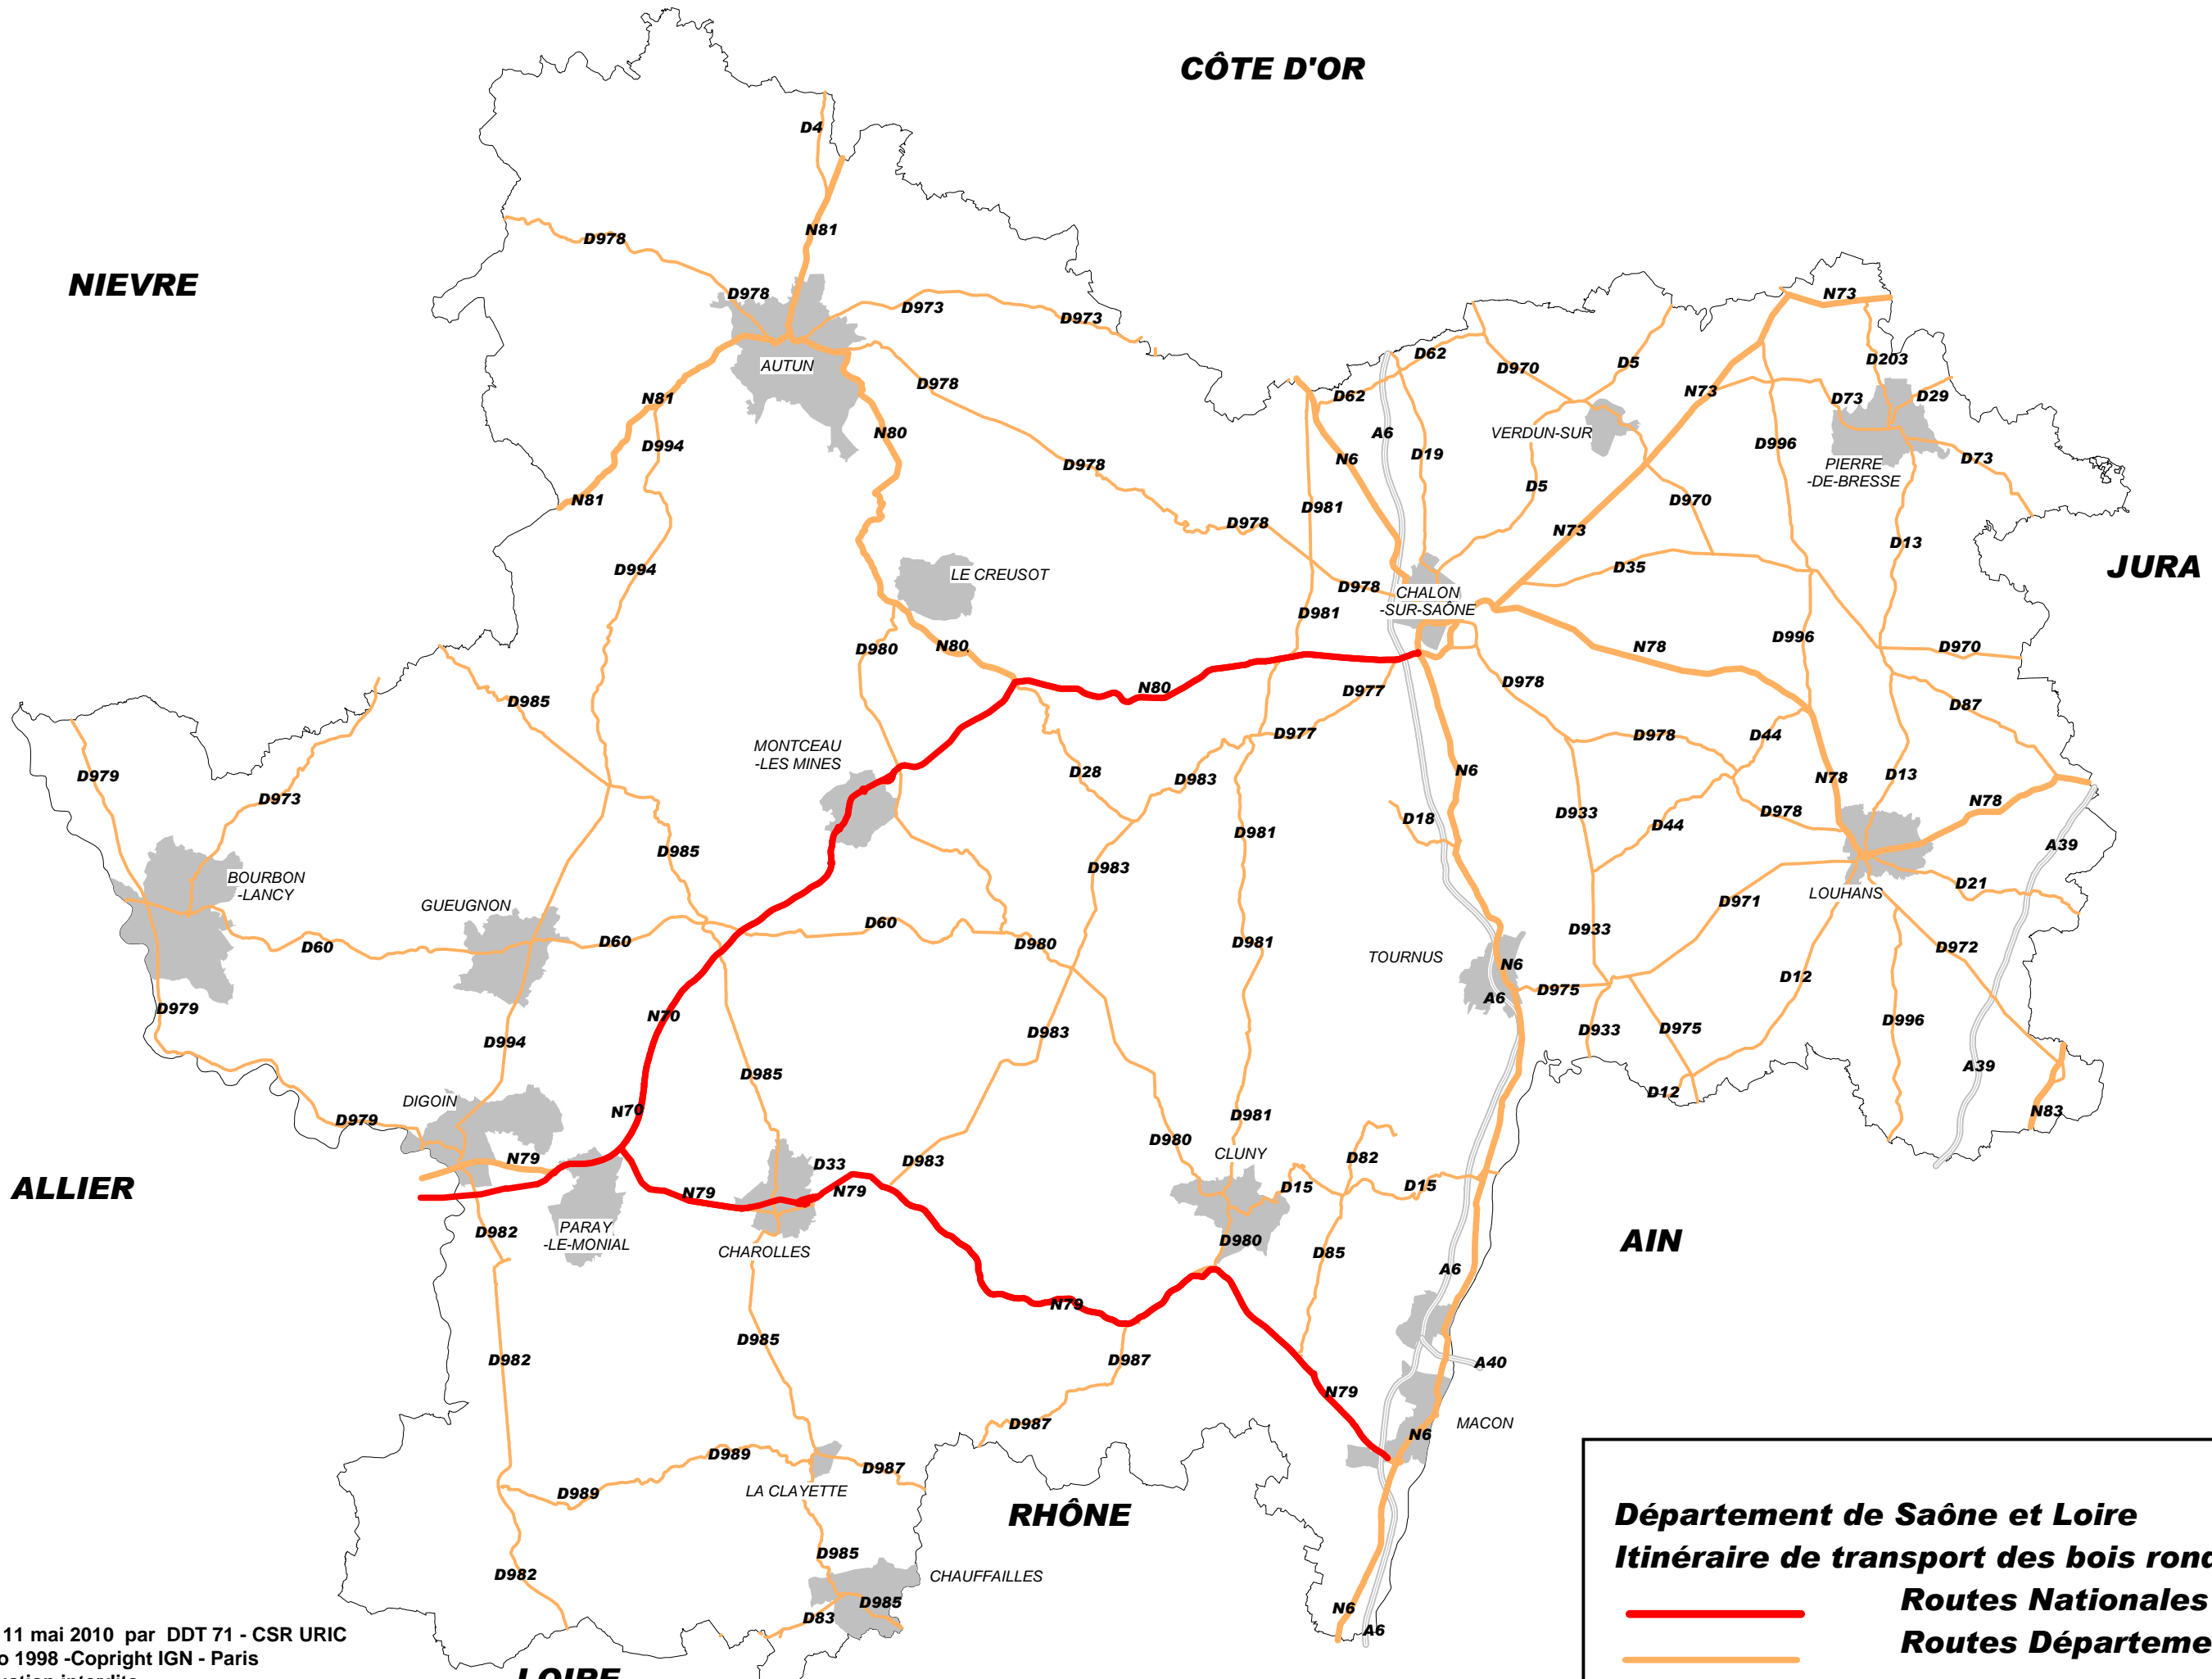 CÔTE D'OR
D4
N81
D978
NIEVRE
D978
D973
D973
N73
D62
D970
D5
D203
AUTUN
D978
N81
D62
N73
D73
D29
N80
A6
VERDUN-SUR
D994
D996
N6
D19
D978
PIERRE
-DE-BRESSE
D73
D5
N81
D981
D970
D978
N73
D13
D994
LE CREUSOT
D35
JURA
D978
CHALON
-SUR-SAÔNE
D981
D996
D980
N80
N78
D970
N80
D977
D978
D985
D87
MONTCEAU
-LES MINES
D977
D978
D44
D979
D28
D983
N6
N78
D13
D973
N78
D933
D978
D18
D44
D981
A39
D985
D983
BOURBON
-LANCY
D21
LOUHANS
GUEUGNON
D971
D60
D933
D60
D60
D980
D981
D972
TOURNUS
N6
D12
D975
A6
D979
N70
D996
D983
D933
D975
D994
D985
A39
D12
DIGOIN
N70
D979
D981
N83
D980
CLUNY
N79
D33
D983
D82
ALLIER
N79
N79
D15
D15
D982
PARAY
-LE-MONIAL
CHAROLLES
D980
D85
AIN
A6
N79
D985
D982
D987
A40
N79
D987
MACON
N6
D989
D987
LA CLAYETTE
D989
RHÔNE
Département de Saône et Loire
D985
Itinéraire de transport des bois rond
D982
CHAUFFAILLES
D985
Routes Nationales
D83
N6
A6
11 mai 2010 par DDT 71 - CSR URIC
Routes Départeme
o 1998 -Copright IGN - Paris
LOIRE